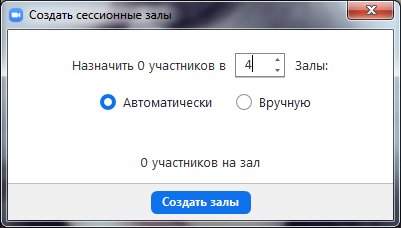 Создать сессионные залы
Назначить 0 участников в 4 Залы:
Автоматически Вручную
0 участников на зал
Создать залы